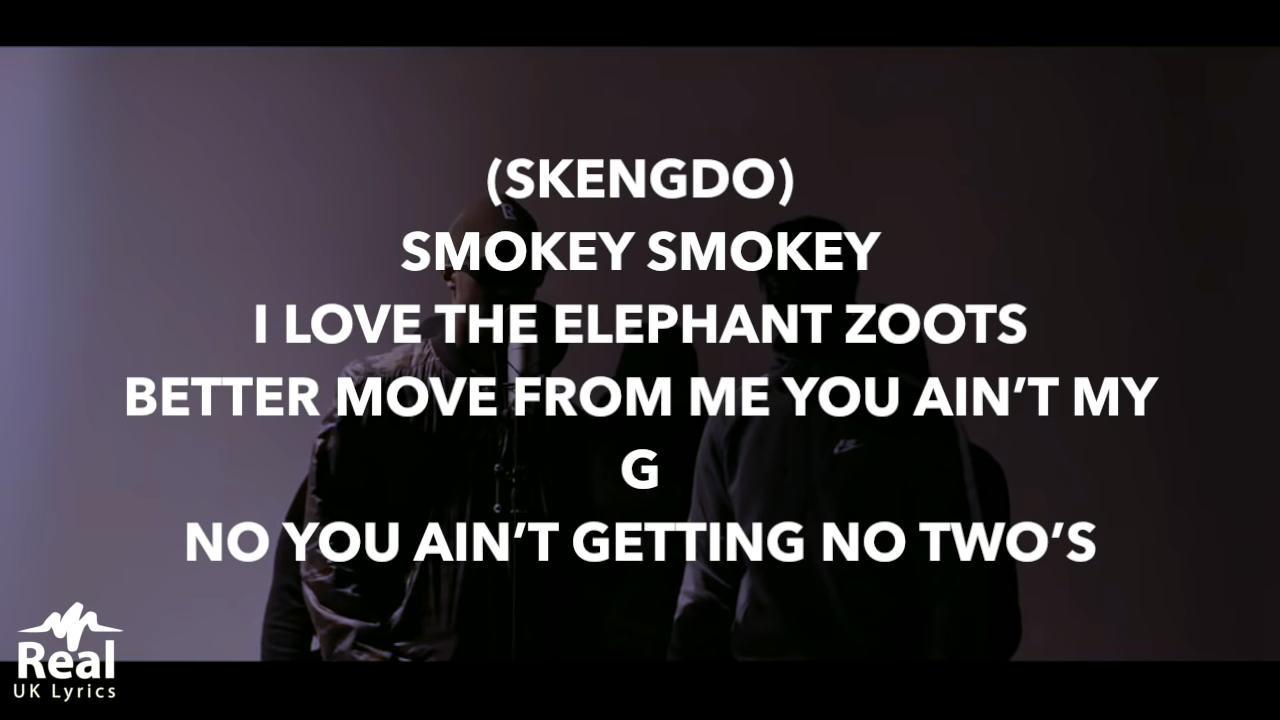 (SKENGDO)
SMOKEY SMOKEY
I LOVE THE ELEPHANT ZOOTS
BETTER MOVE FROM ME YOU AIN’T MY
G
NO YOU AIN’T GETTING NO TWO’S
Real
UK Lyrics